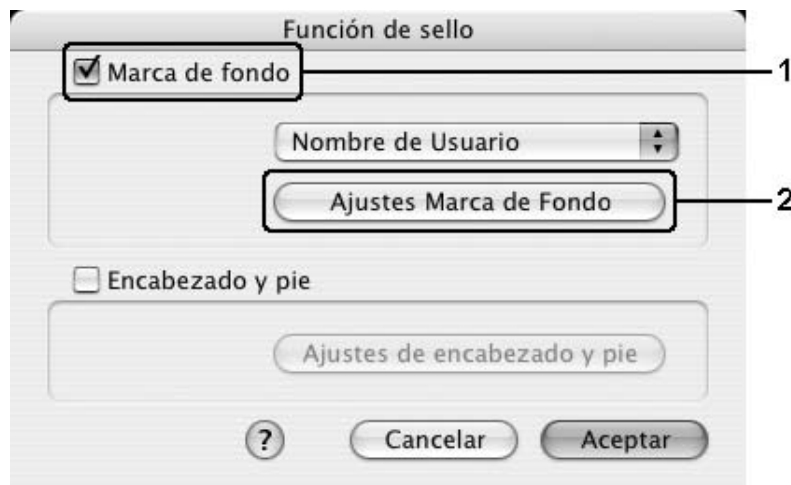 Función de sello
Marca de fondo
1
Nombre de Usuario
Ajustes Marca de Fondo
2
Encabezado y pie
Ajustes de encabezado y pie
?
Cancelar
Aceptar